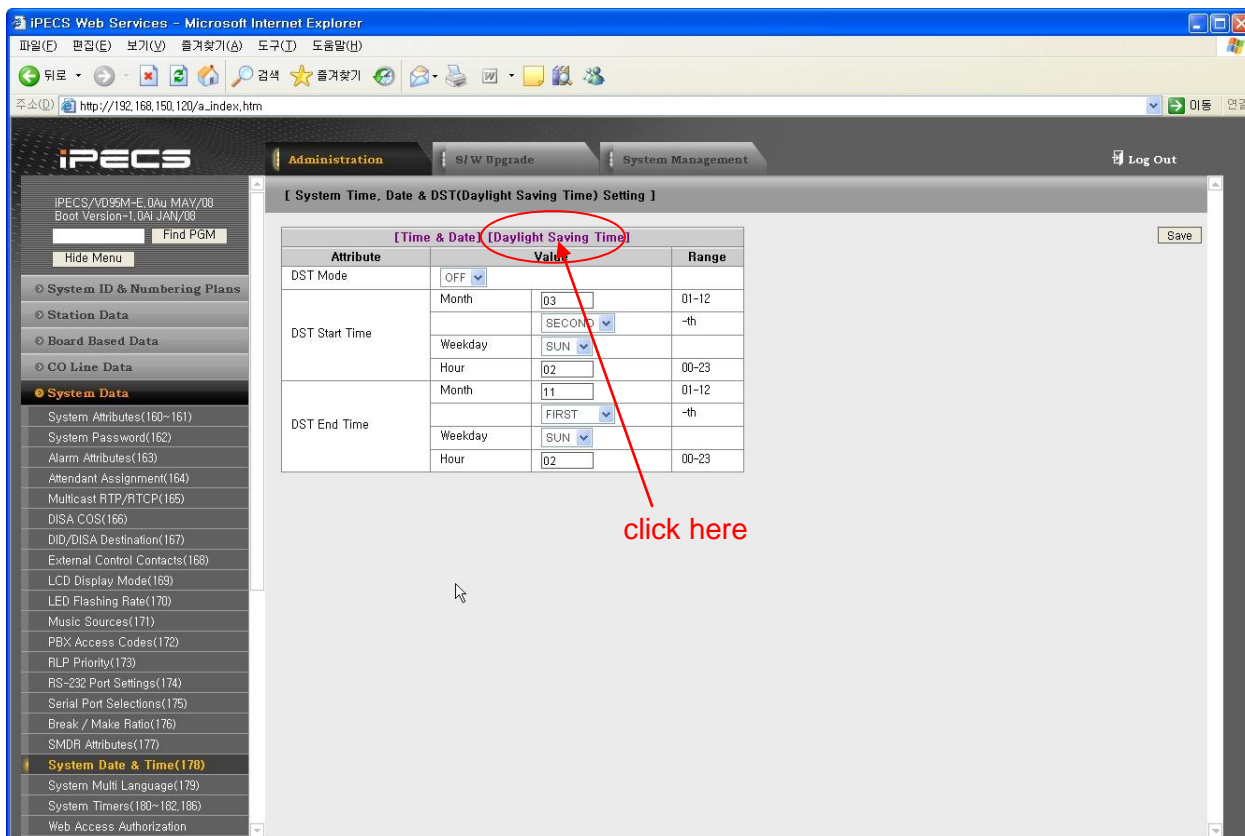 iPECS Web Services - Microsoft Internet Explorer
파일(F) 편집(E) 보기(V) 즐겨찾기(A) 도구(T) 도움말(H)
뒤로 검색 즐겨찾기
주소(D) http://192.168.150.120/a_index.htm 이동 연결
iPECS
Administration S/W Upgrade System Management Log Out
iPECS/VD95M-E.0Au MAY/08
Boot Version-1.0Ai JAN/08
Find PGM
Hide Menu
System ID & Numbering Plans
Station Data
Board Based Data
CO Line Data
System Data
System Attributes(160~161)
System Password(162)
Alarm Attributes(163)
Attendant Assignment(164)
Multicast RTP/RTCP(165)
DISA COS(166)
DID/DISA Destination(167)
External Control Contacts(168)
LCD Display Mode(169)
LED Flashing Rate(170)
Music Sources(171)
PBX Access Codes(172)
RLP Priority(173)
RS-232 Port Settings(174)
Serial Port Selections(175)
Break / Make Ratio(176)
SMDR Attributes(177)
System Date & Time(178)
System Multi Language(179)
System Timers(180~182,186)
Web Access Authorization
[ System Time, Date & DST(Daylight Saving Time) Setting ]
[Time & Date] [Daylight Saving Time]
Save
Attribute Value Range
DST Mode OFF
DST Start Time
Month 03 01-12
SECOND -th
Weekday SUN
Hour 02 00-23
DST End Time
Month 11 01-12
FIRST -th
Weekday SUN
Hour 02 00-23
click here